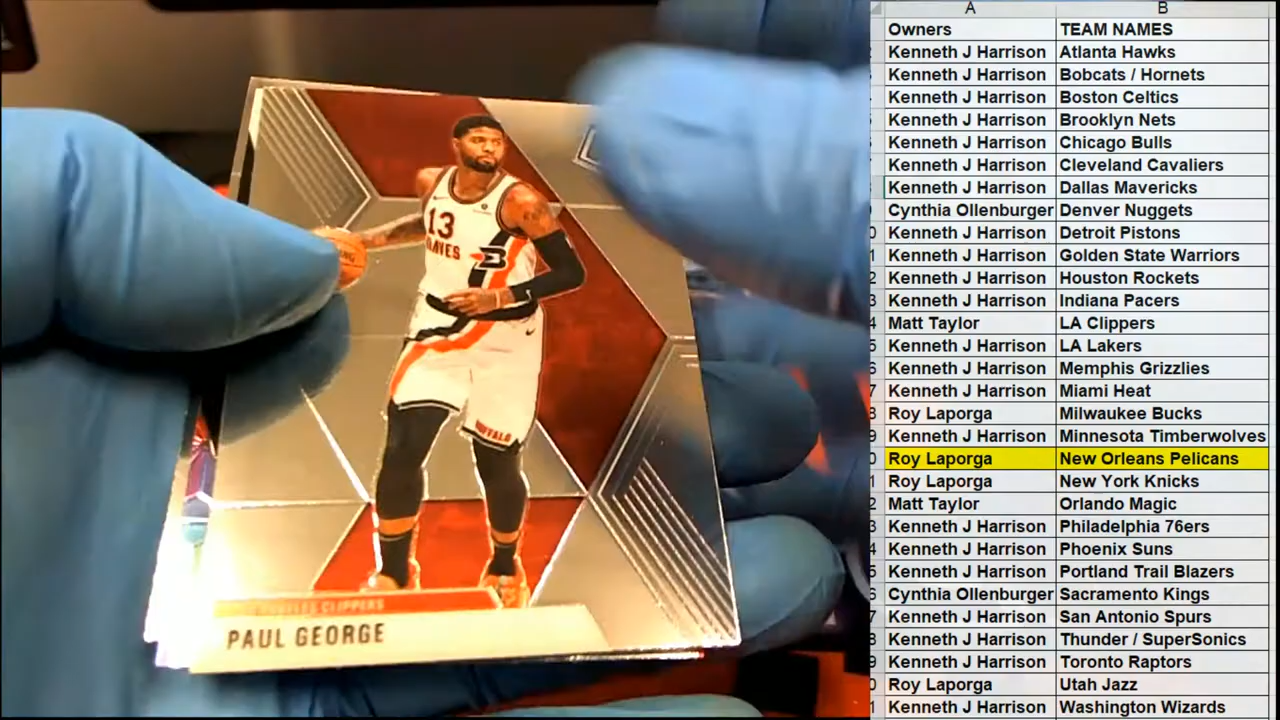 13
BRAVES
B
BUFFALO
LOS ANGELES CLIPPERS
PAUL GEORGE
A B
Owners TEAM NAMES
Kenneth J Harrison Atlanta Hawks
Kenneth J Harrison Bobcats / Hornets
Kenneth J Harrison Boston Celtics
Kenneth J Harrison Brooklyn Nets
Kenneth J Harrison Chicago Bulls
Kenneth J Harrison Cleveland Cavaliers
Kenneth J Harrison Dallas Mavericks
Cynthia Ollenburger Denver Nuggets
Kenneth J Harrison Detroit Pistons
Kenneth J Harrison Golden State Warriors
Kenneth J Harrison Houston Rockets
Kenneth J Harrison Indiana Pacers
Matt Taylor LA Clippers
Kenneth J Harrison LA Lakers
Kenneth J Harrison Memphis Grizzlies
Kenneth J Harrison Miami Heat
Roy Laporga Milwaukee Bucks
Kenneth J Harrison Minnesota Timberwolves
Roy Laporga New Orleans Pelicans
Roy Laporga New York Knicks
Matt Taylor Orlando Magic
Kenneth J Harrison Philadelphia 76ers
Kenneth J Harrison Phoenix Suns
Kenneth J Harrison Portland Trail Blazers
Cynthia Ollenburger Sacramento Kings
Kenneth J Harrison San Antonio Spurs
Kenneth J Harrison Thunder / SuperSonics
Kenneth J Harrison Toronto Raptors
Roy Laporga Utah Jazz
Kenneth J Harrison Washington Wizards